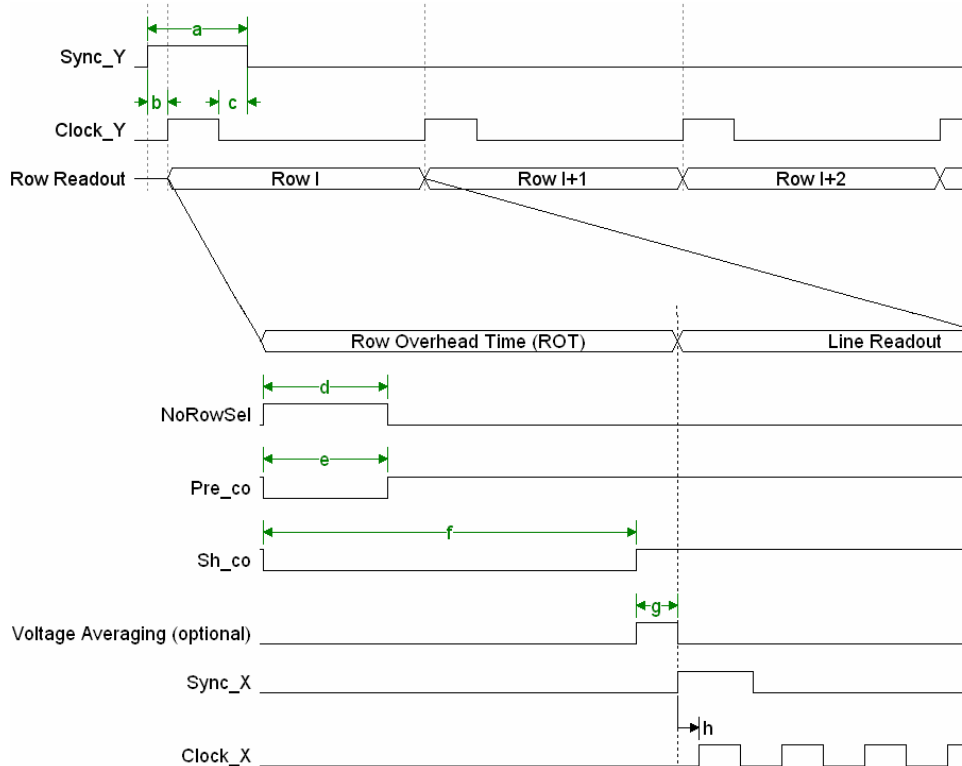 a
Sync_Y
b c
Clock_Y
Row Readout Row I Row I+1 Row I+2
Row Overhead Time (ROT) Line Readout
d
NoRowSel
e
Pre_co
f
Sh_co
g
Voltage Averaging (optional)
Sync_X
h
Clock_X